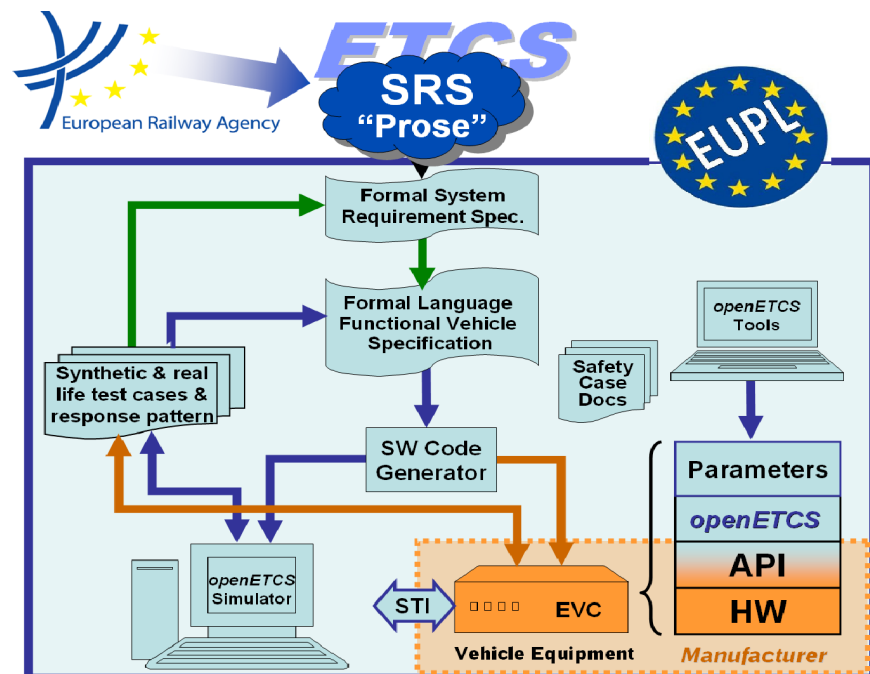 ETCS
SRS
“Prose”
European Railway Agency
EUPL
Formal System
Requirement Spec.
Formal Language
Functional Vehicle
Specification
openETCS
Tools
Synthetic & real
life test cases &
response pattern
Safety
Case
Docs
SW Code
Generator
Parameters
openETCS
API
HW
openETCS
Simulator
STI
EVC
Vehicle Equipment
Manufacturer